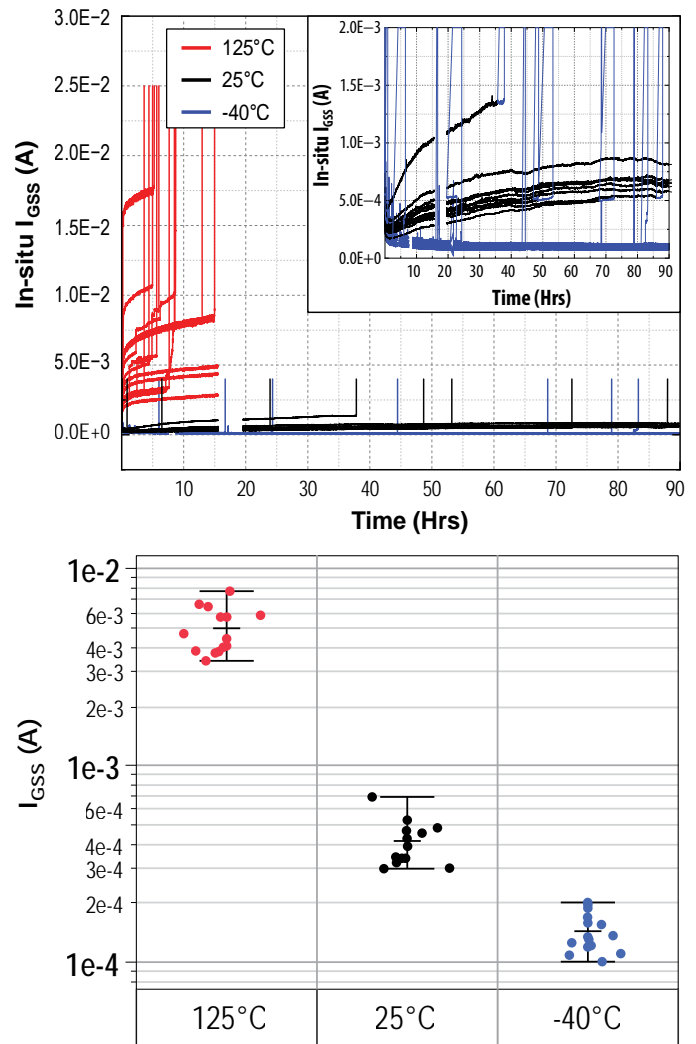 3.0E−2
2.5E−2
2.0E−2
1.5E−2
1.0E−2
5.0E−3
0.0E+0
In-situ IGSS (A)
125°C
25°C
-40°C
2.0E−3
1.5E−3
1.0E−3
5.0E−4
0.0E+0
In-situ IGSS (A)
10 20 30 40 50 60 70 80 90
Time (Hrs)
10 20 30 40 50 60 70 80 90
Time (Hrs)
1e-2
6e-3
4e-3
3e-3
2e-3
1e-3
6e-4
4e-4
3e-4
2e-4
1e-4
IGSS (A)
125°C 25°C -40°C